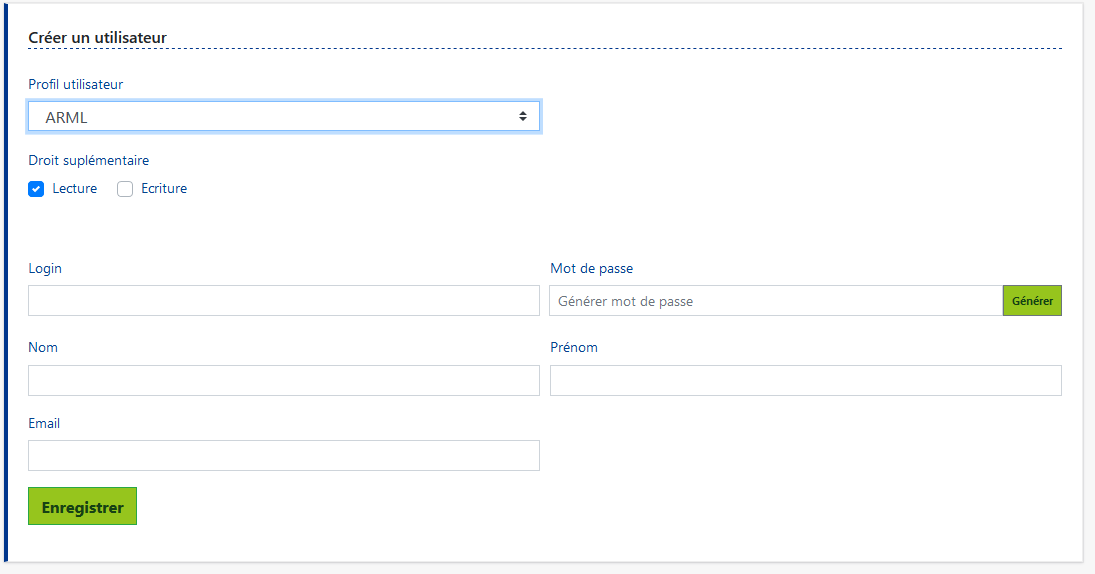 Créer un utilisateur
Profil utilisateur
ARML
Droit suplémentaire
Lecture Ecriture
Login Mot de passe
Générer mot de passe Générer
Nom Prénom
Email
Enregistrer